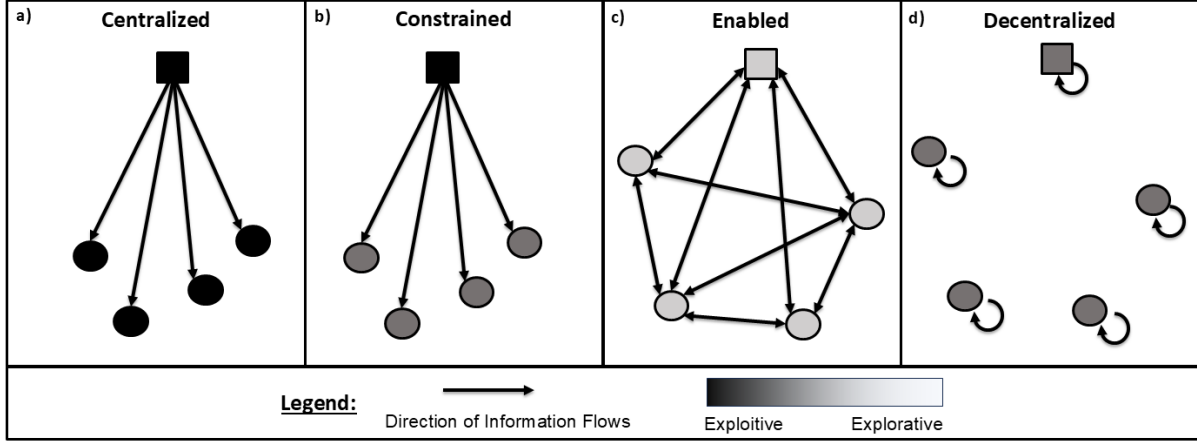 a)
Centralized
b)
Constrained
c)
Enabled
d)
Decentralized
Legend:
Direction of Information Flows
Exploitive
Explorative